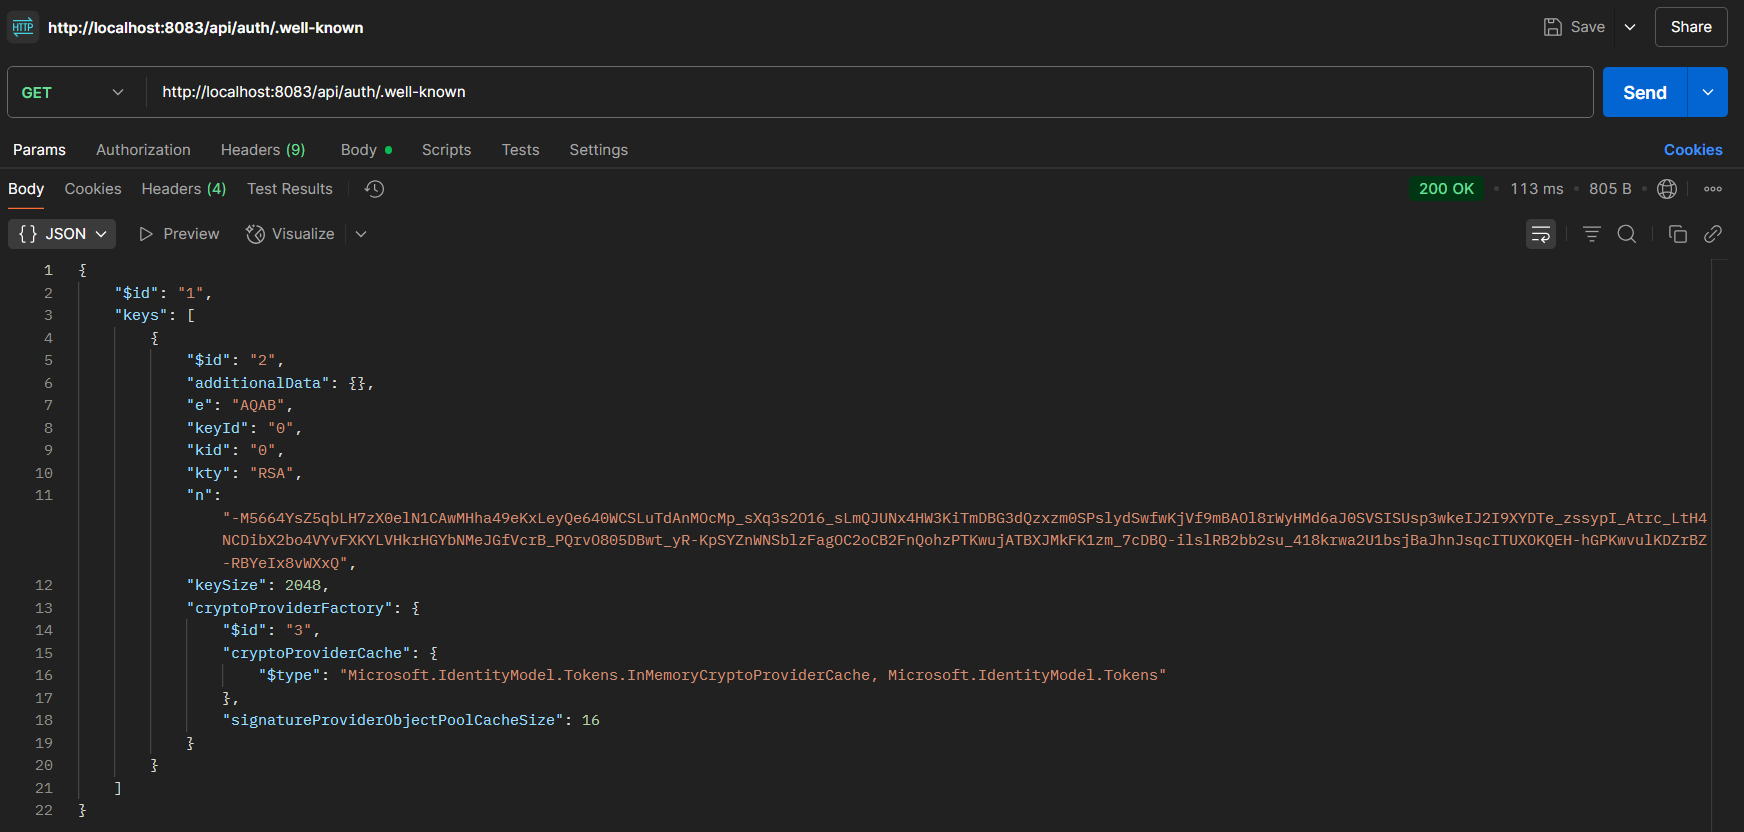 HTTP http://localhost:8083/api/auth/.well-known Save Share
GET http://localhost:8083/api/auth/.well-known Send
Params Authorization Headers (9) Body Scripts Tests Settings Cookies
Body Cookies Headers (4) Test Results 200 OK • 113 ms • 805 B
{} JSON Preview Visualize
1 {
2 "$id": "1",
3 "keys": [
4 {
5 "$id": "2",
6 "additionalData": {},
7 "e": "AQAB",
8 "keyId": "0",
9 "kid": "0",
10 "kty": "RSA",
11 "n":
"-M5664YsZ5qbLH7zX0elN1CAwMHha49eKxLeyQe640WCSLuTdAnMOcMp_sXq3s2O16_sLmQJUNx4HW3KiTmDBG3dQzxzm0SPslydSwfwKjVf9mBAOl8rWyHMd6aJ0SVSISUsp3wkeIJ2I9XYDTe_zssypI_Atrc_LtH4
NCDibX2bo4VYvFXKYLVHkrHGYbNMeJGfVcrB_PQrvO805DBwt_yR-KpSYZnWNSblzFagOC2oCB2FnQohzPTKwujATBXJMkFK1zm_7cDBQ-ilslRB2bb2su_418krwa2U1bsjBaJhnJsqcITUXOKQEH-hGPKwvulKDZrBZ
-RBYeIx8vWXxQ",
12 "keySize": 2048,
13 "cryptoProviderFactory": {
14 "$id": "3",
15 "cryptoProviderCache": {
16 "$type": "Microsoft.IdentityModel.Tokens.InMemoryCryptoProviderCache, Microsoft.IdentityModel.Tokens"
17 },
18 "signatureProviderObjectPoolCacheSize": 16
19 }
20 }
21 ]
22 }